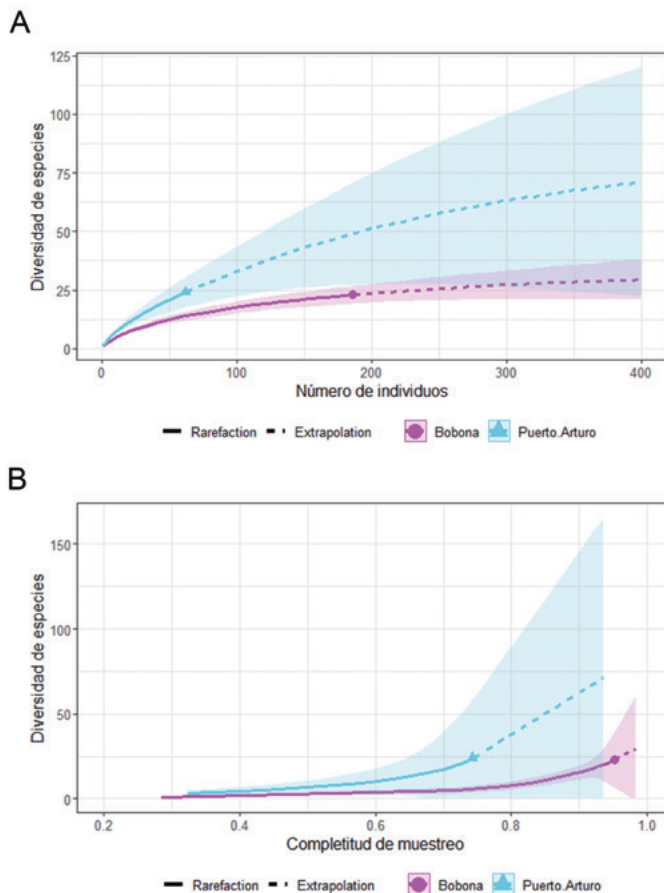 A
125
100
75
50
25
0
Diversidad de especies
0 100 200 300 400
Número de individuos
Rarefaction Extrapolation Bobona Puerto.Arturo
B
150
100
50
0
Diversidad de especies
0.2 0.4 0.6 0.8 1.0
Completitud de muestreo
Rarefaction Extrapolation Bobona Puerto.Arturo